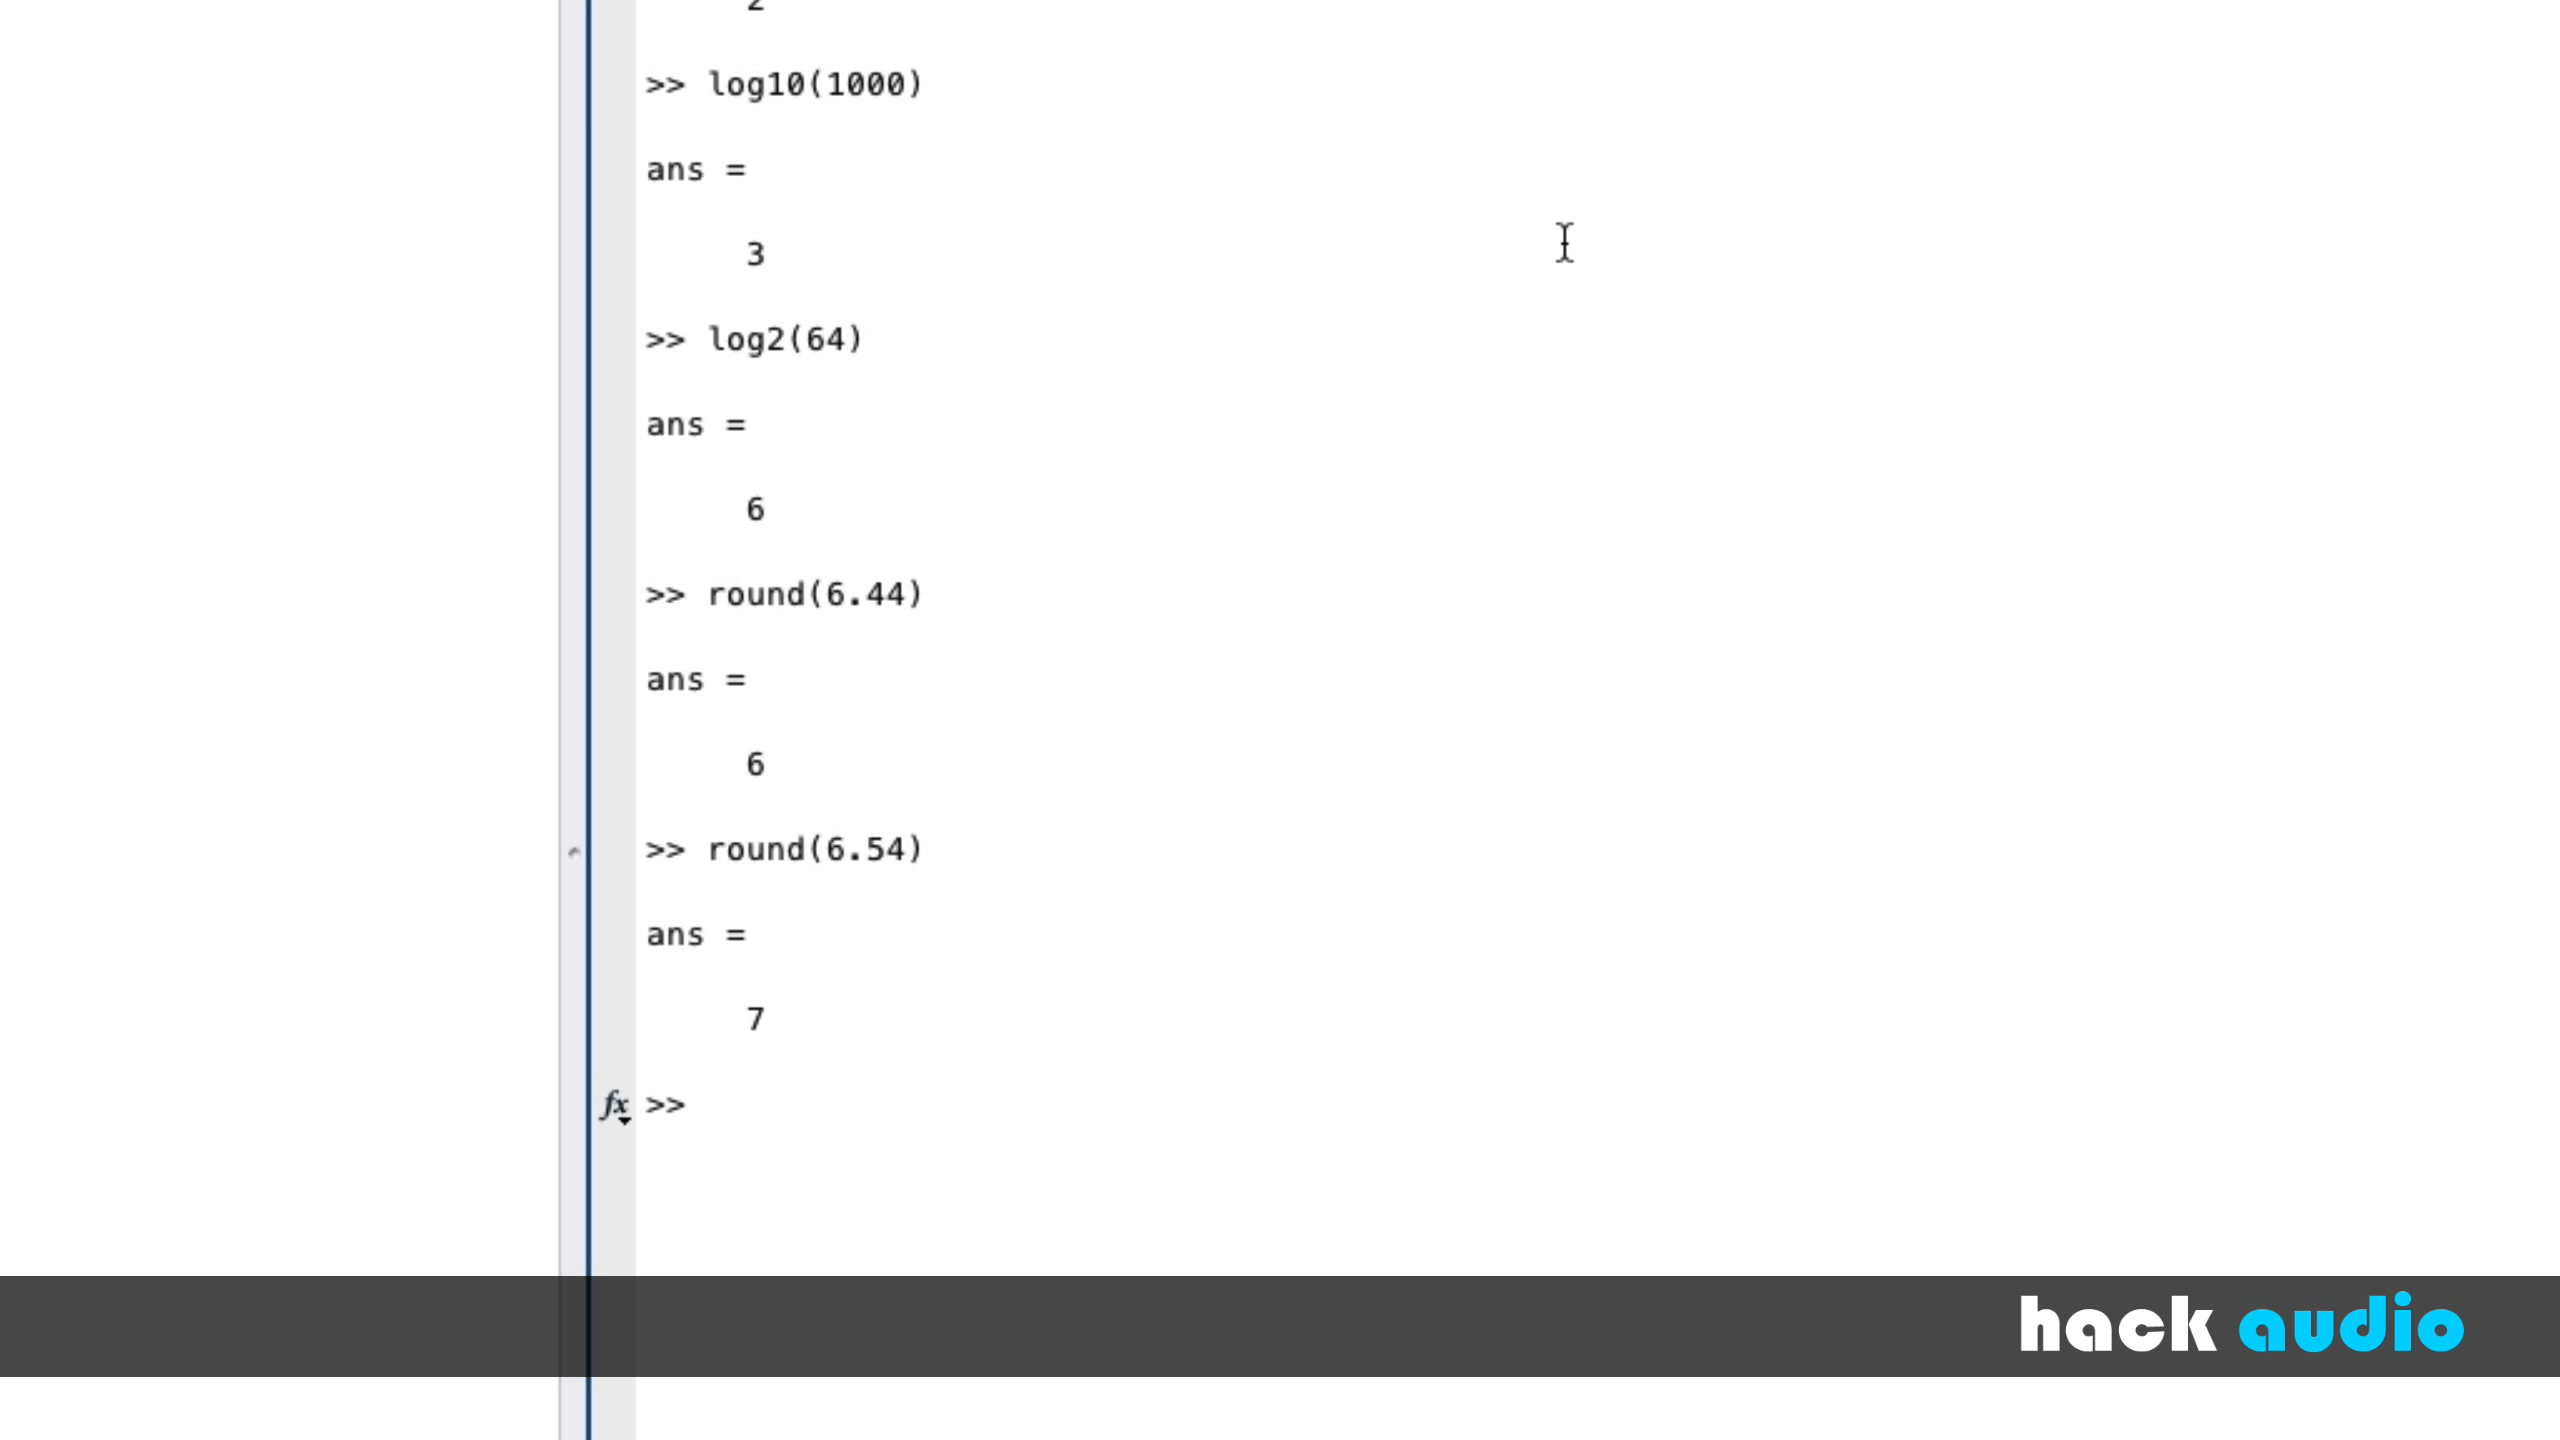 2
>> log10(1000)
ans =
3
>> log2(64)
ans =
6
>> round(6.44)
ans =
6
>> round(6.54)
ans =
7
fx >>
hack audio